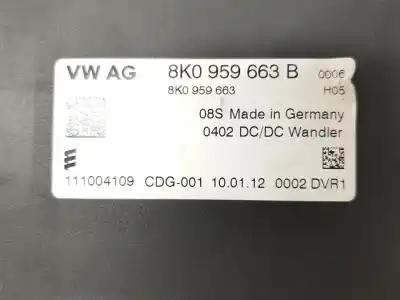 VW AG 8K0 959 663 B 0006
8K0 959 663 H05
08S Made in Germany
0402 DC/DC Wandler
111004109 CDG-001 10.01.12 0002 DVR1